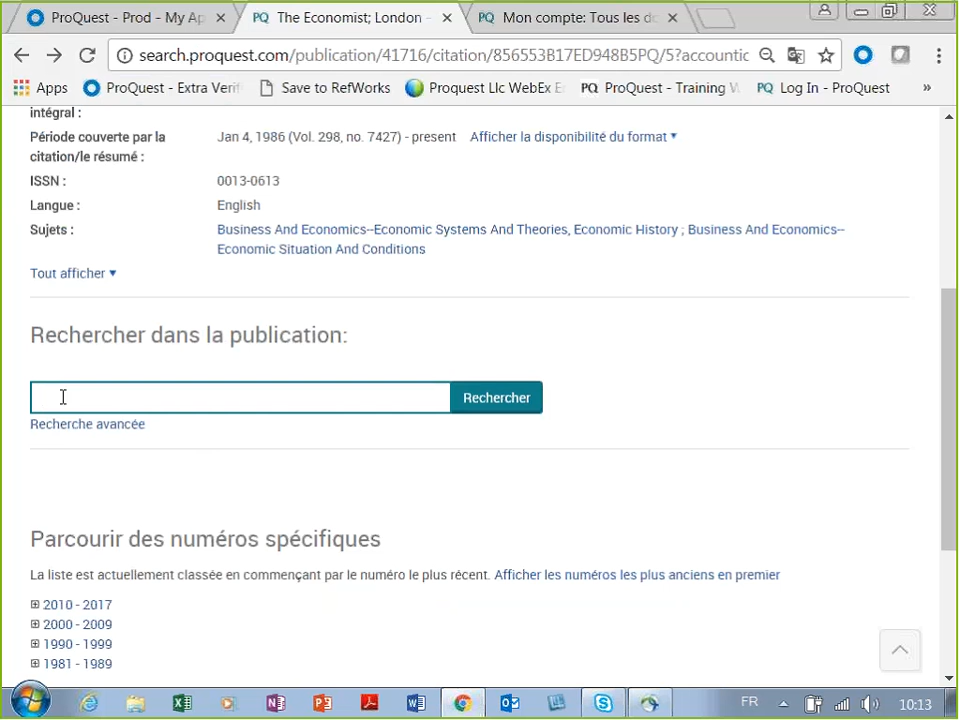 ProQuest - Prod - My Ap
The Economist; London -
Mon compte: Tous les do
search.proquest.com/publication/41716/citation/856553B17ED948B5PQ/5?accountic
Apps
ProQuest - Extra Verif
Save to RefWorks
Proquest Llc WebEx E
ProQuest - Training W
Log In - ProQuest
»
intégral :
Période couverte par la Jan 4, 1986 (Vol. 298, no. 7427) - present Afficher la disponibilité du format
citation/le résumé :
ISSN : 0013-0613
Langue : English
Sujets : Business And Economics--Economic Systems And Theories, Economic History ; Business And Economics--
Economic Situation And Conditions
Tout afficher
Rechercher dans la publication:
Rechercher
Recherche avancée
Parcourir des numéros spécifiques
La liste est actuellement classée en commençant par le numéro le plus récent. Afficher les numéros les plus anciens en premier
2010 - 2017
2000 - 2009
1990 - 1999
1981 - 1989
FR
10:13